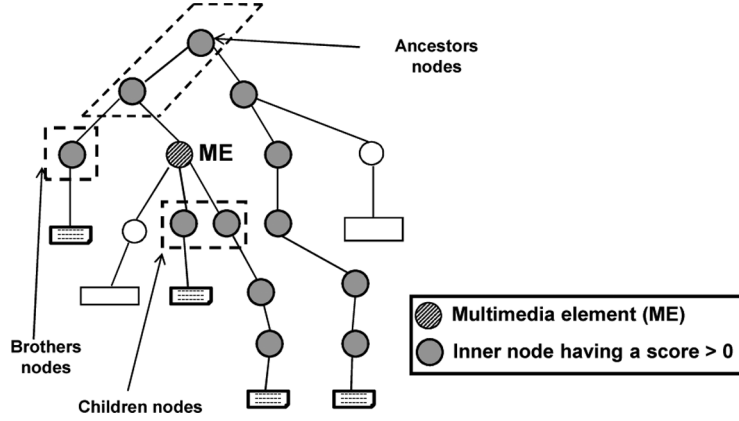 Ancestors
nodes
ME
Brothers
nodes
Children nodes
Multimedia element (ME)
Inner node having a score > 0